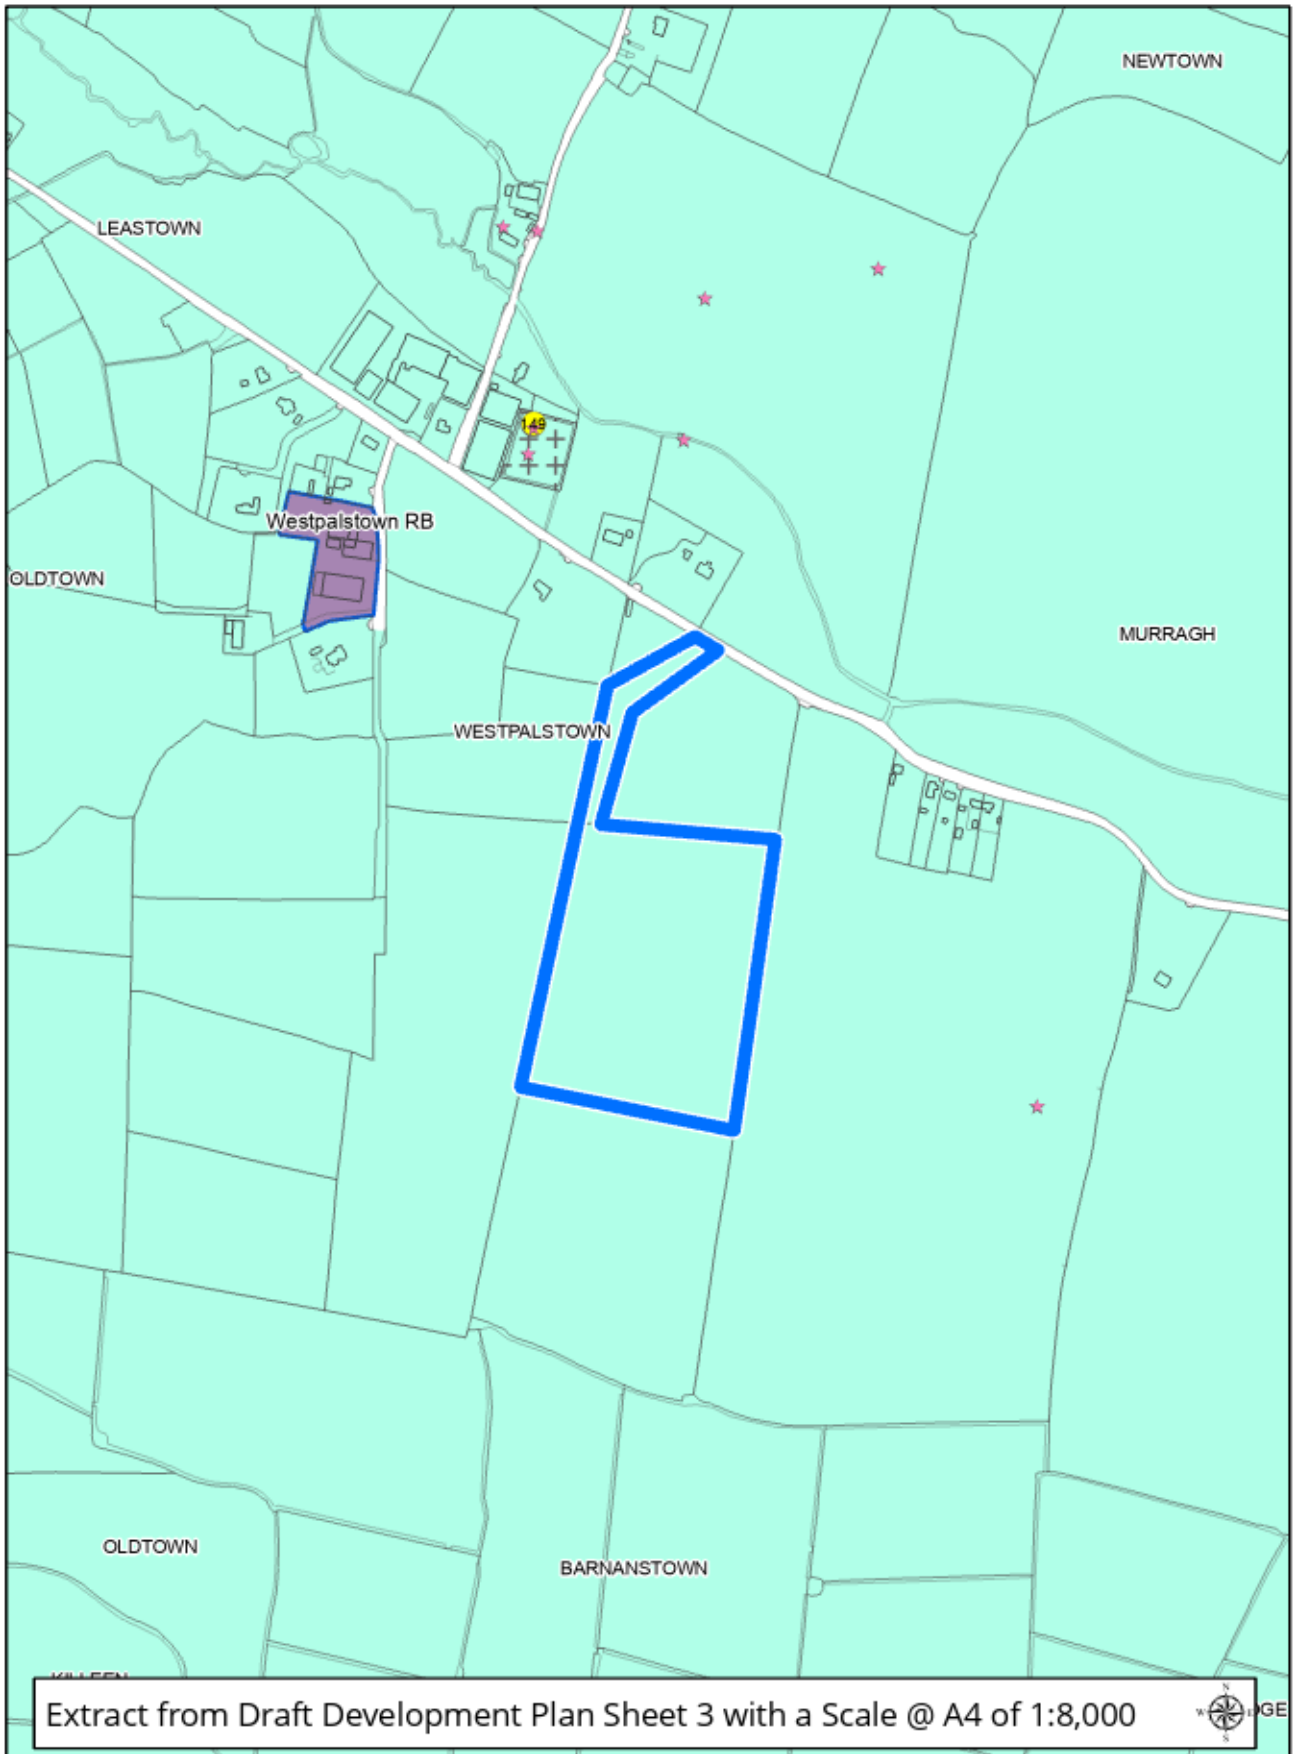 NEWTOWN
LEASTOWN
149
Westpalstown RB
OLDTOWN
MURRAGH
WESTPALSTOWN
OLDTOWN
BARNANSTOWN
KILLEEN
Extract from Draft Development Plan Sheet 3 with a Scale @ A4 of 1:8,000
N
W
E
S